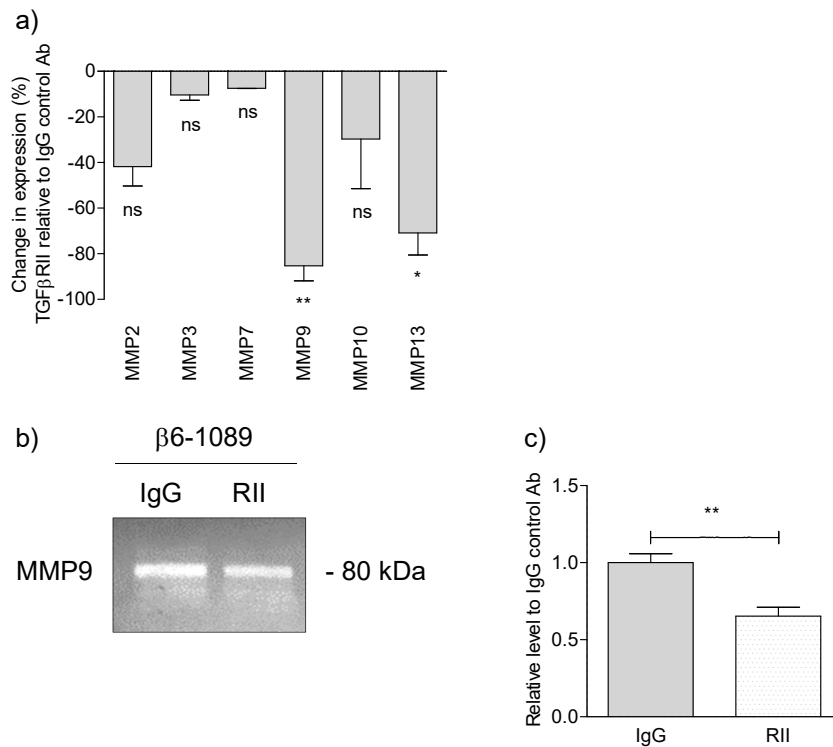 a)
Change in expression (%)
TGFβRII relative to IgG control Ab
0
-20
-40
-60
-80
-100
ns
ns
ns
**
ns
*
MMP2
MMP3
MMP7
MMP9
MMP10
MMP13
b)
β6-1089
IgG RII
MMP9 - 80 kDa
c)
Relative level to IgG control Ab
1.5
1.0
0.5
0.0
**
IgG RII